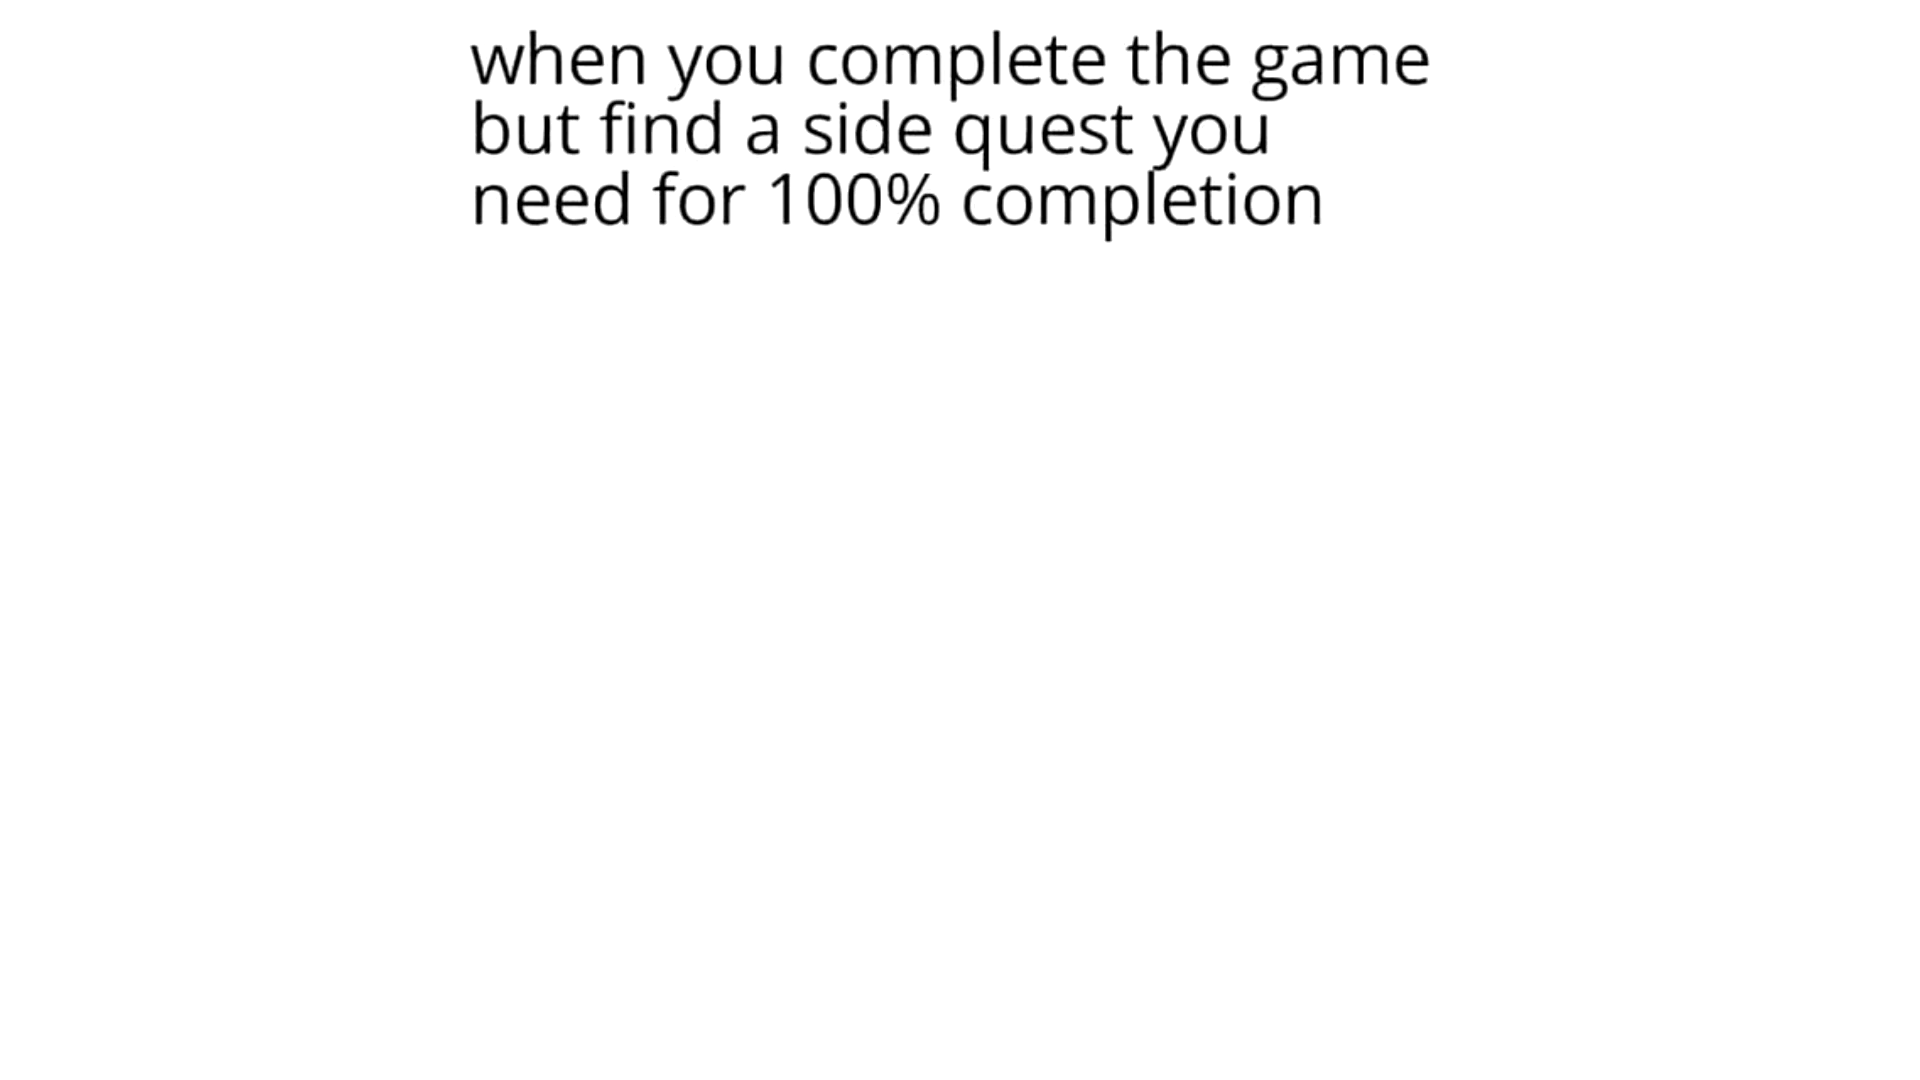 when you complete the game
but find a side quest you
need for 100% completion